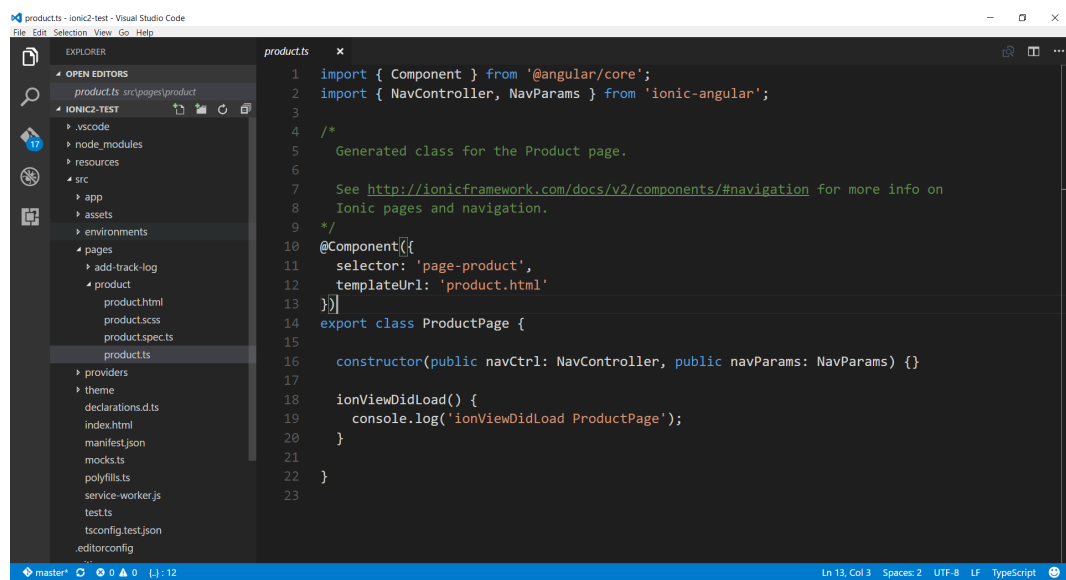 product.ts - ionic2-test - Visual Studio Code
File Edit Selection View Go Help
EXPLORER
OPEN EDITORS
product.ts src\pages\product
IONIC2-TEST
.vscode
node_modules
resources
src
app
assets
environments
pages
add-track-log
product
product.html
product.scss
product.spec.ts
product.ts
providers
theme
declarations.d.ts
index.html
manifest.json
mocks.ts
polyfills.ts
service-worker.js
test.ts
tsconfig.test.json
.editorconfig
17
product.ts
1 import { Component } from '@angular/core';
2 import { NavController, NavParams } from 'ionic-angular';
3
4 /*
5   Generated class for the Product page.
6
7   See http://ionicframework.com/docs/v2/components/#navigation for more info on
8   Ionic pages and navigation.
9 */
10 @Component({
11   selector: 'page-product',
12   templateUrl: 'product.html'
13 })
14 export class ProductPage {
15
16   constructor(public navCtrl: NavController, public navParams: NavParams) {}
17
18   ionViewDidLoad() {
19     console.log('ionViewDidLoad ProductPage');
20   }
21
22 }
23
master* 0 0 {..} : 12 Ln 13, Col 3 Spaces: 2 UTF-8 LF TypeScript